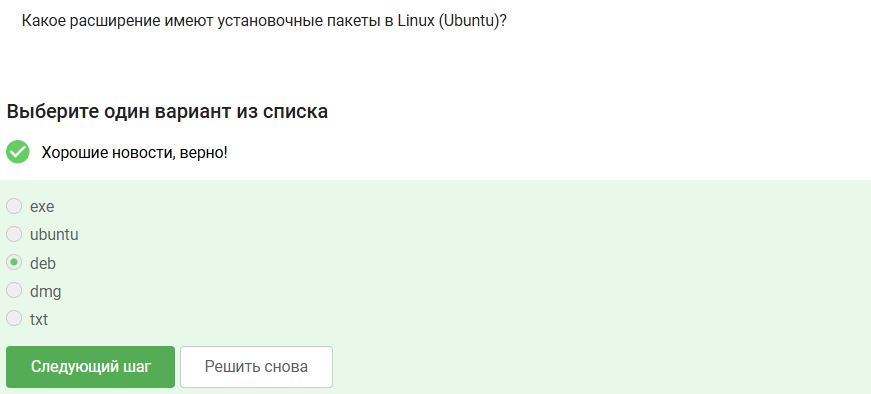 Какое расширение имеют установочные пакеты в Linux (Ubuntu)?
Выберите один вариант из списка
Хорошие новости, верно!
exe
ubuntu
deb
dmg
txt
Следующий шаг
Решить снова